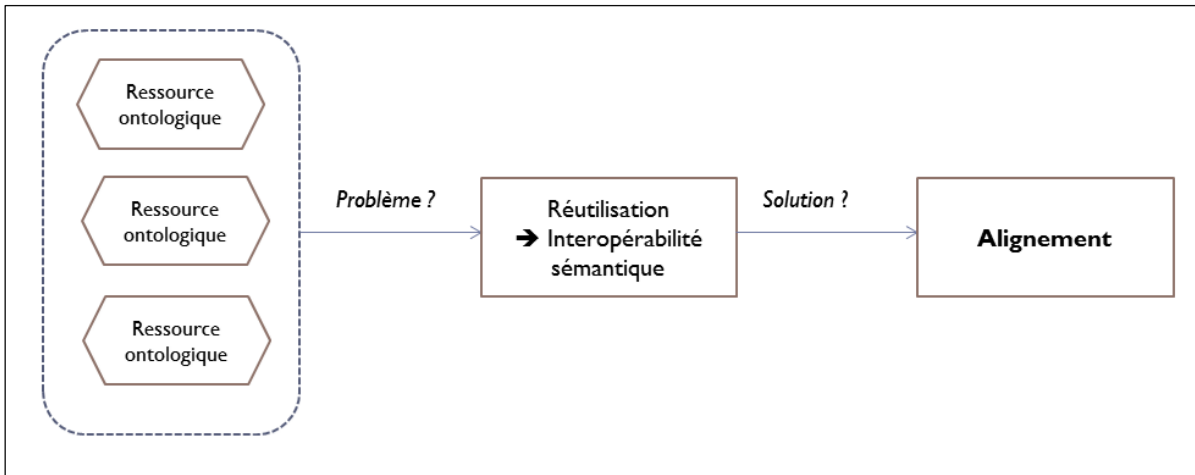 Ressource
ontologique
Ressource
ontologique
Ressource
ontologique
Problème ?
Réutilisation
➔ Interopérabilité
sémantique
Solution ?
Alignement